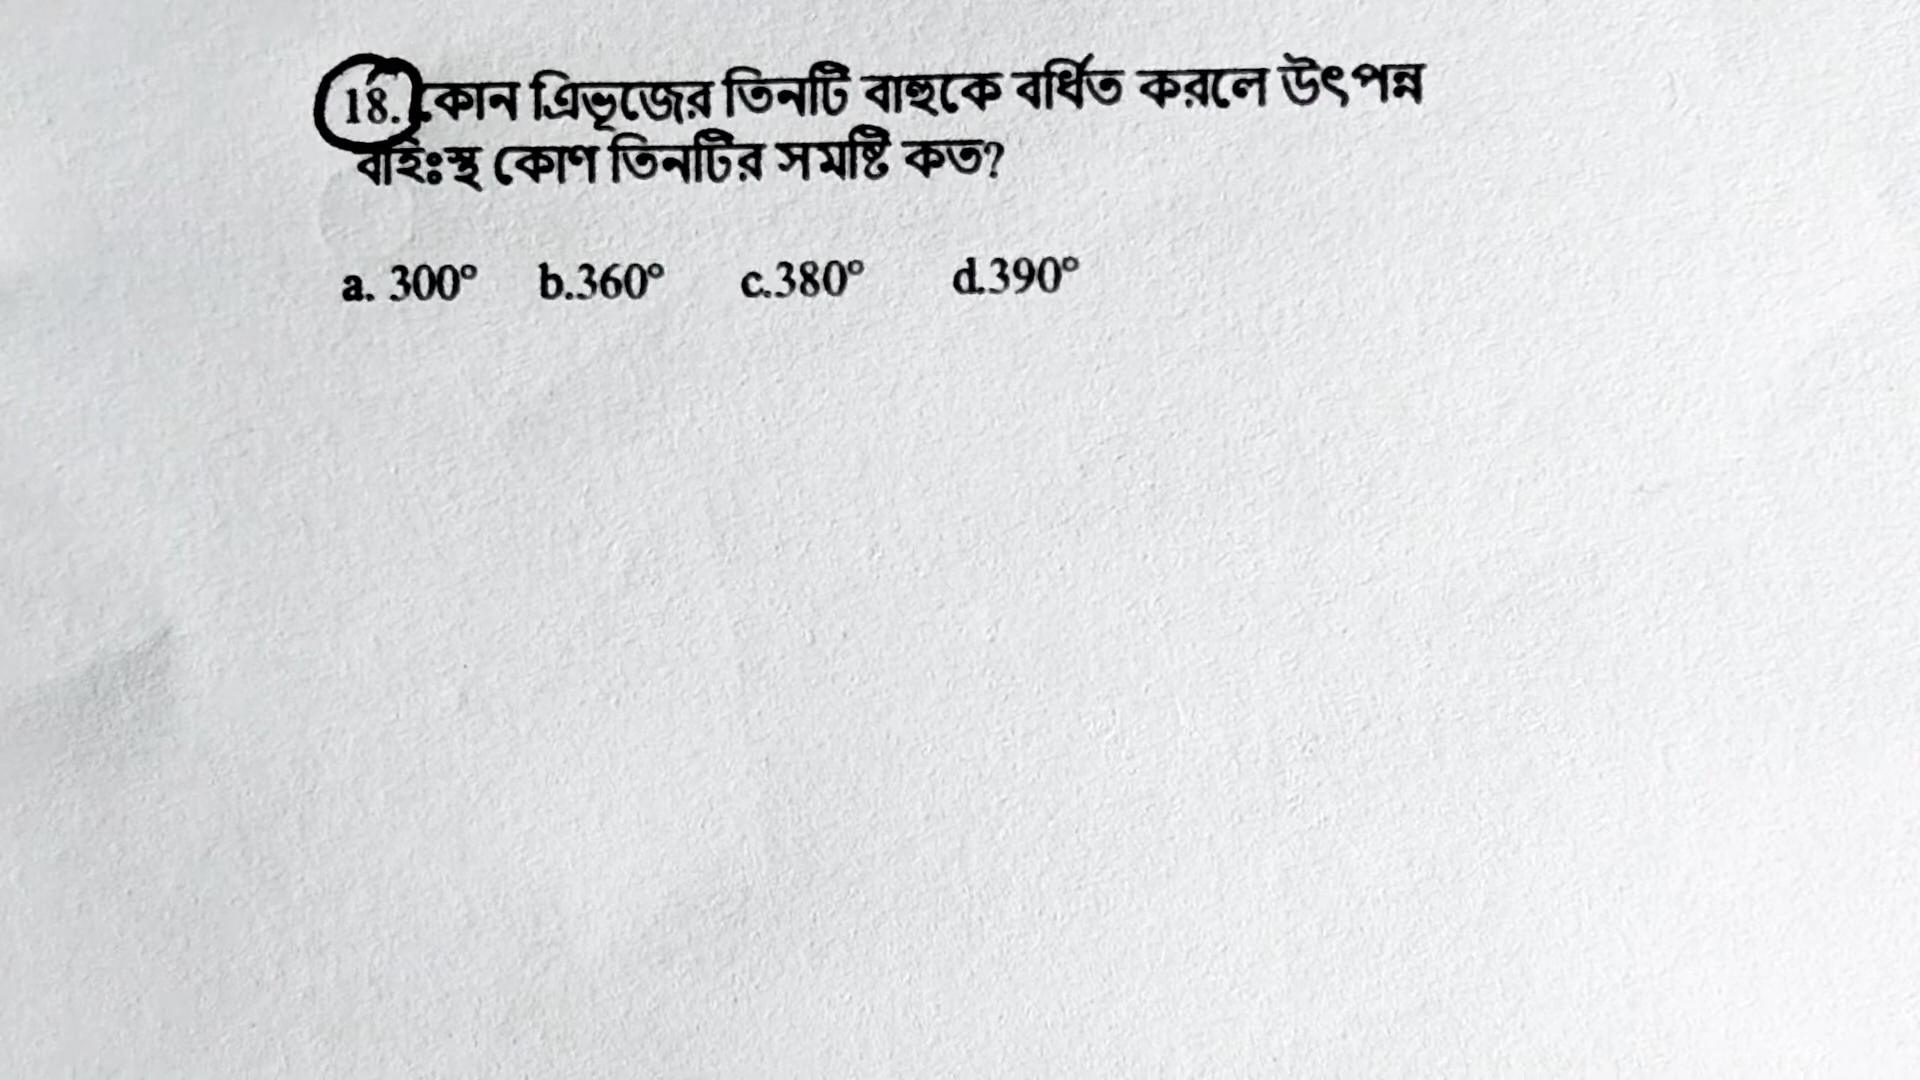 18. কোন ত্রিভূজের তিনটি বাহুকে বর্ধিত করলে উৎপন্ন
বহিঃস্থ কোণ তিনটির সমষ্টি কত?
a. 300° b.360° c.380° d.390°